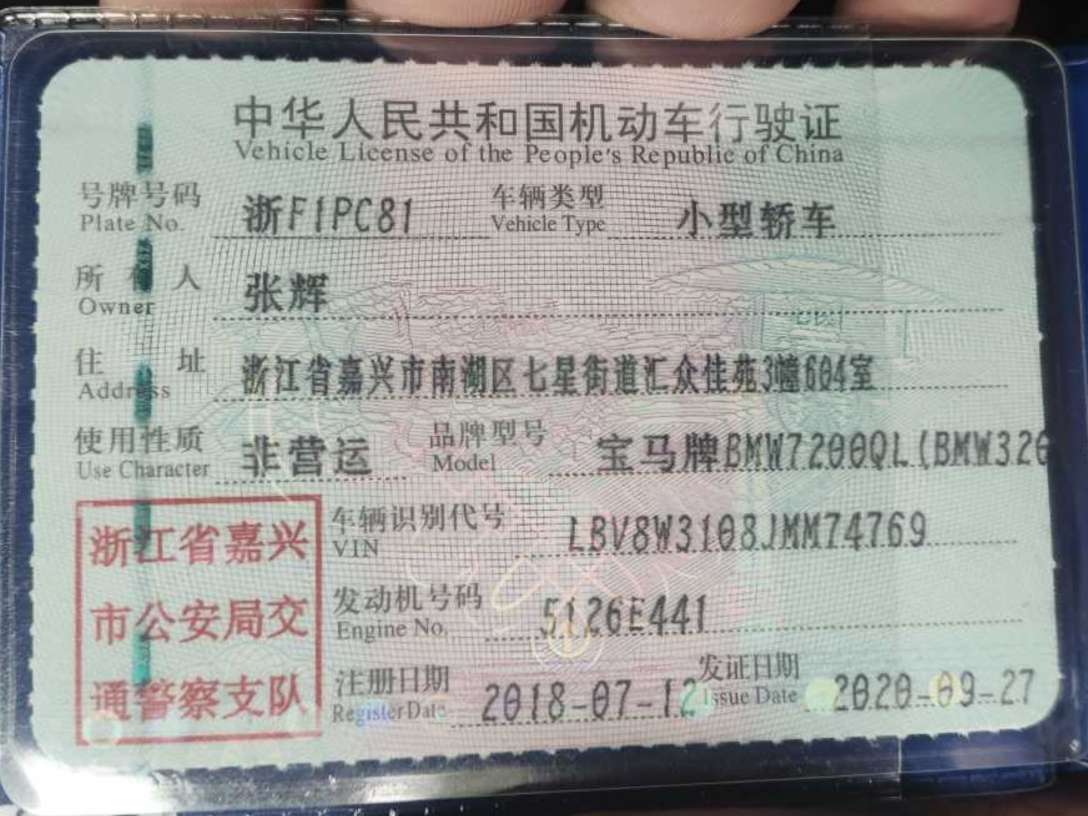 中华人民共和国机动车行驶证
Vehicle License of the People's Republic of China
号牌号码 浙F1PC81 车辆类型 小型轿车
Plate No. Vehicle Type
所有人 张辉
Owner
住址 浙江省嘉兴市南湖区七星街道汇众佳苑3幢604室
Address
使用性质 非营运 品牌型号 宝马牌BMW7200QL(BMW320
Use Character Model
浙江省嘉兴
市公安局交
通警察支队
车辆识别代号 LBV8W3108JMM74769
VIN
发动机号码 5126E441
Engine No.
注册日期 2018-07-12 发证日期 2020-09-27
Register Date Issue Date